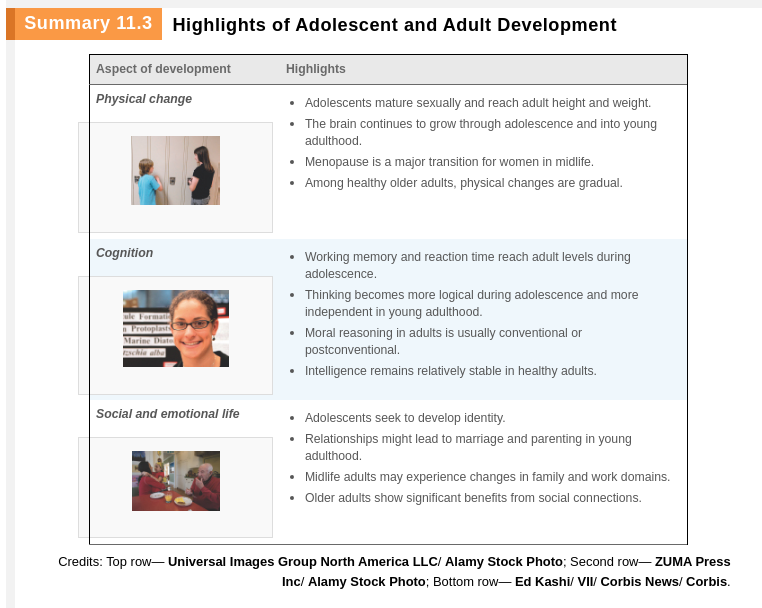 Summary 11.3 Highlights of Adolescent and Adult Development
Aspect of development Highlights
Physical change
• Adolescents mature sexually and reach adult height and weight.
• The brain continues to grow through adolescence and into young
adulthood.
• Menopause is a major transition for women in midlife.
• Among healthy older adults, physical changes are gradual.
Cognition
ule Formati
n Protoplast
Marine Diato
tzschia alba
• Working memory and reaction time reach adult levels during
adolescence.
• Thinking becomes more logical during adolescence and more
independent in young adulthood.
• Moral reasoning in adults is usually conventional or
postconventional.
• Intelligence remains relatively stable in healthy adults.
Social and emotional life
• Adolescents seek to develop identity.
• Relationships might lead to marriage and parenting in young
adulthood.
• Midlife adults may experience changes in family and work domains.
• Older adults show significant benefits from social connections.
Credits: Top row— Universal Images Group North America LLC/ Alamy Stock Photo; Second row— ZUMA Press
Inc/ Alamy Stock Photo; Bottom row— Ed Kashi/ VII/ Corbis News/ Corbis.